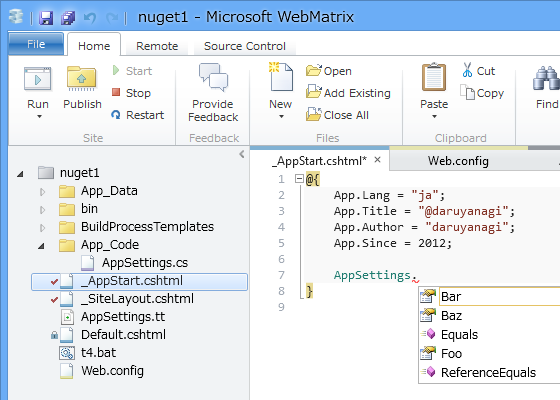 nuget1 - Microsoft WebMatrix
File Home Remote Source Control
Run Publish Start Stop Restart
Site
Provide Feedback
Feedback
New Open Add Existing Close All
Files
Paste Cut Copy
Clipboard
Find
_AppStart.cshtml* × Web.config
nuget1
App_Data
bin
BuildProcessTemplates
App_Code
AppSettings.cs
_AppStart.cshtml
_SiteLayout.cshtml
AppSettings.tt
Default.cshtml
t4.bat
Web.config
1 @{
2 App.Lang = "ja";
3 App.Title = "@daruyanagi";
4 App.Author = "daruyanagi";
5 App.Since = 2012;
6
7 AppSettings.
8 }
9
Bar
Baz
Equals
Foo
ReferenceEquals